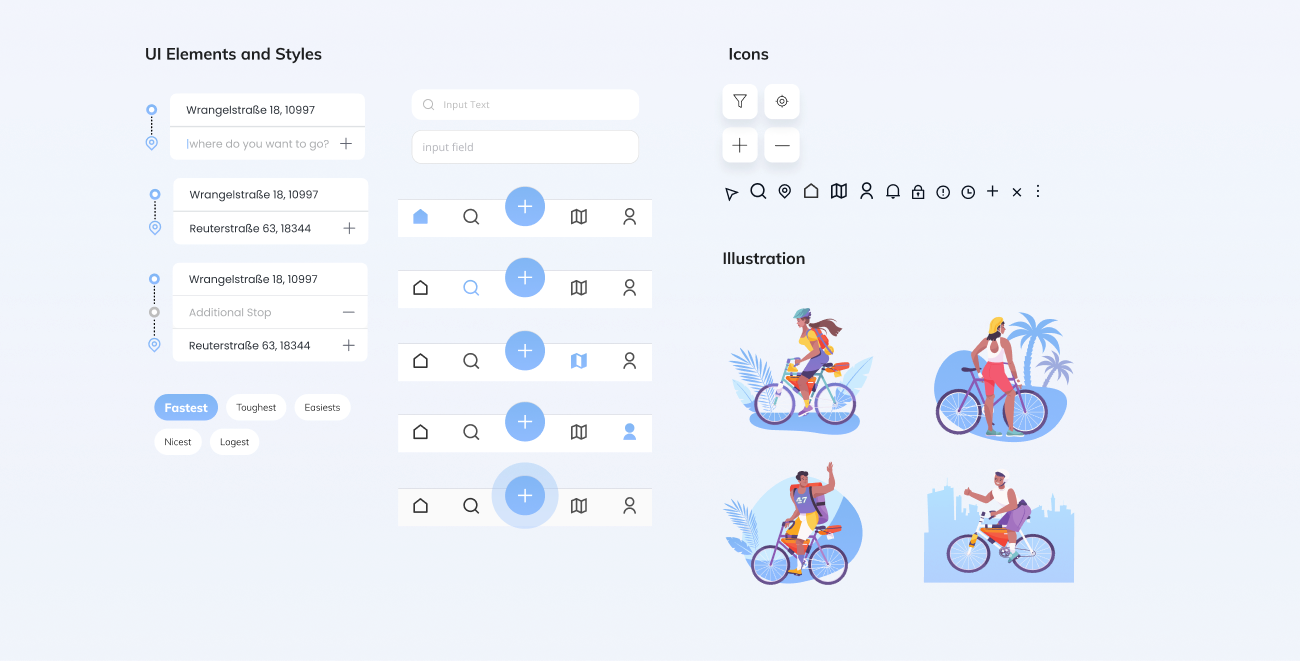 UI Elements and Styles
Wrangelstraße 18, 10997
|where do you want to go?
Wrangelstraße 18, 10997
Reuterstraße 63, 18344
Wrangelstraße 18, 10997
Additional Stop
Reuterstraße 63, 18344
Fastest
Toughest
Easiests
Nicest
Logest
Input Text
input field
Icons
Illustration
47